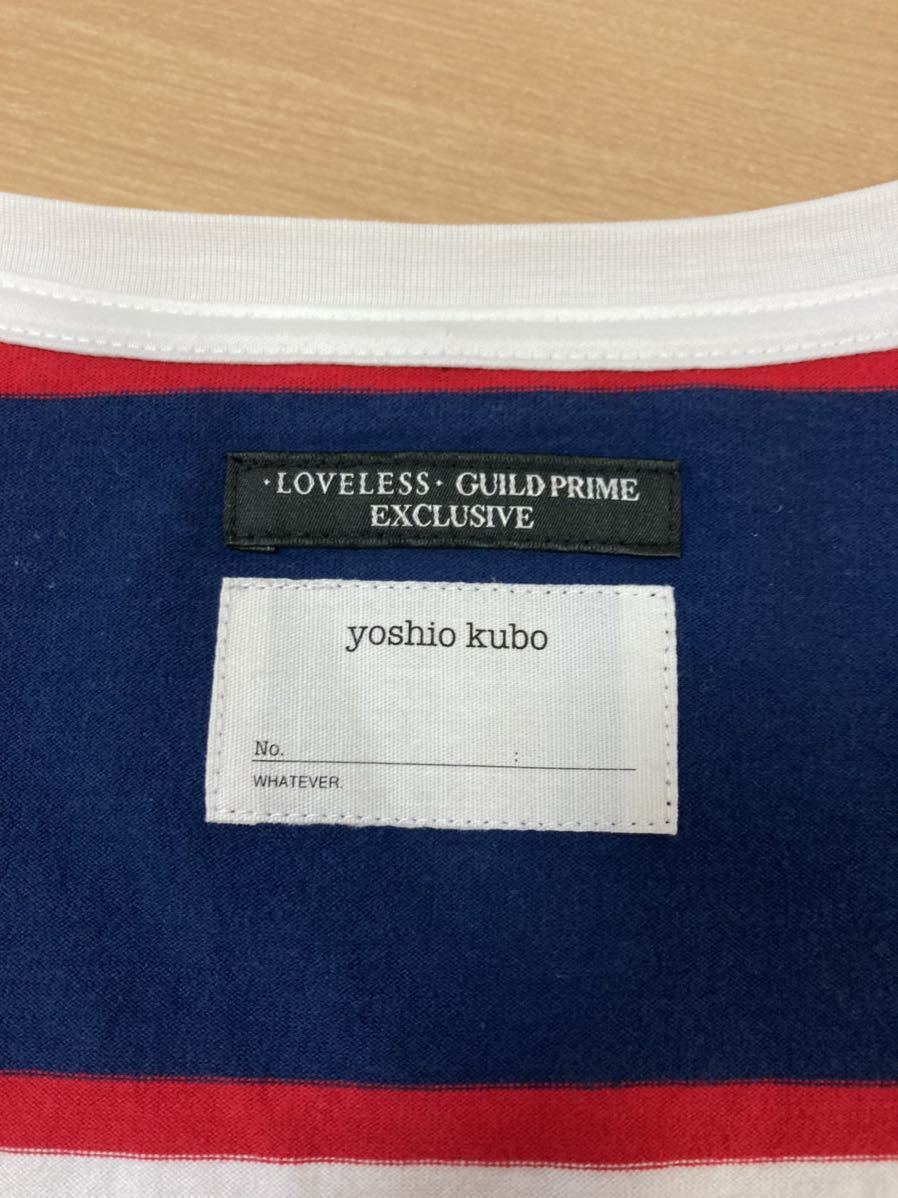 ·LOVELESS· GUILD PRIME
EXCLUSIVE
yoshio kubo
No. :
WHATEVER.